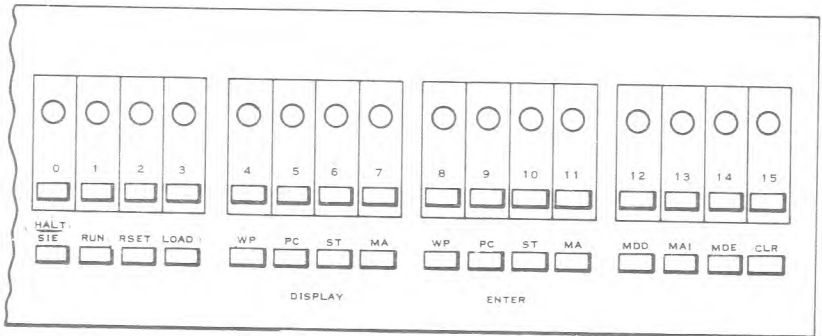 0 1 2 3 4 5 6 7 8 9 10 11 12 13 14 15
HALT
SIE RUN RSET LOAD WP PC ST MA WP PC ST MA MDD MAI MDE CLR
DISPLAY ENTER